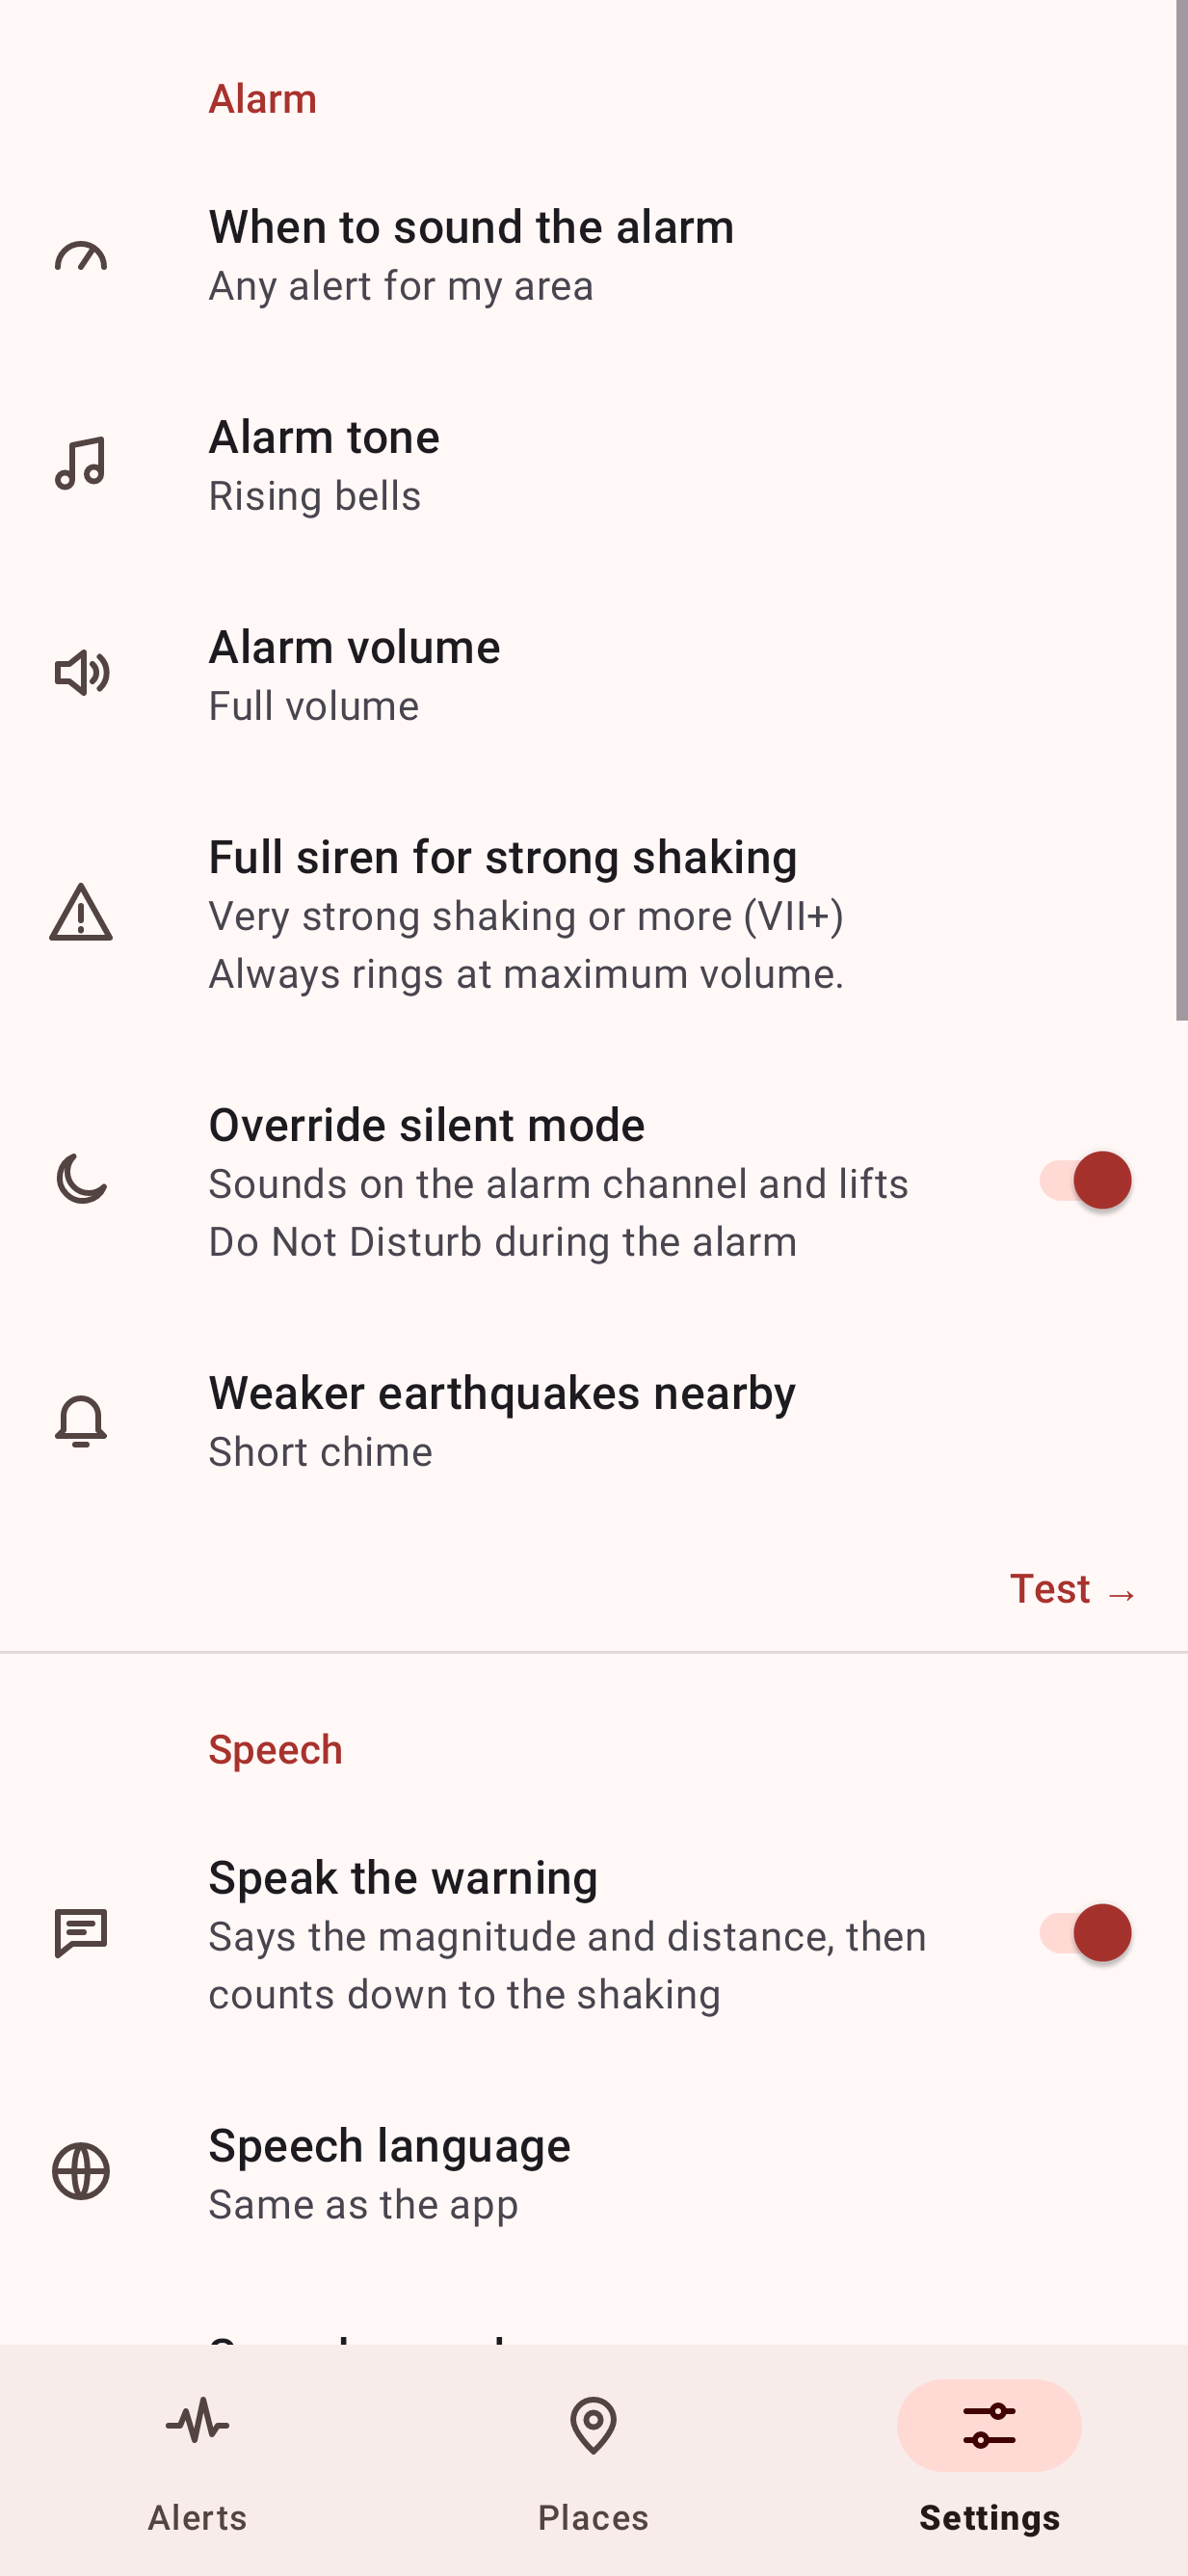 Alarm
When to sound the alarm
Any alert for my area
Alarm tone
Rising bells
Alarm volume
Full volume
Full siren for strong shaking
Very strong shaking or more (VII+)
Always rings at maximum volume.
Override silent mode
Sounds on the alarm channel and lifts
Do Not Disturb during the alarm
Weaker earthquakes nearby
Short chime
Test →
Speech
Speak the warning
Says the magnitude and distance, then
counts down to the shaking
Speech language
Same as the app
Alerts
Places
Settings